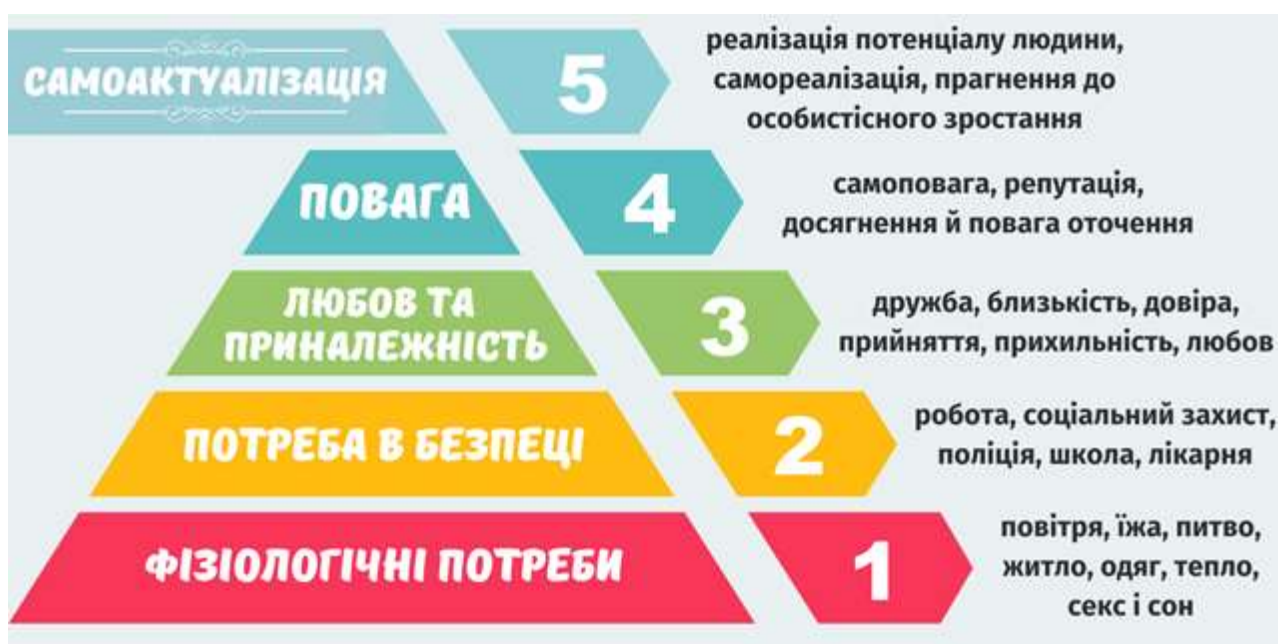 САМОАКТУАЛІЗАЦІЯ
5
реалізація потенціалу людини,
самореалізація, прагнення до
особистісного зростання
ПОВАГА
4
самоповага, репутація,
досягнення й повага оточення
ЛЮБОВ ТА
ПРИНАЛЕЖНІСТЬ
3
дружба, близькість, довіра,
прийняття, прихильність, любов
ПОТРЕБА В БЕЗПЕЦІ
2
робота, соціальний захист,
поліція, школа, лікарня
ФІЗІОЛОГІЧНІ ПОТРЕБИ
1
повітря, їжа, питво,
житло, одяг, тепло,
секс і сон